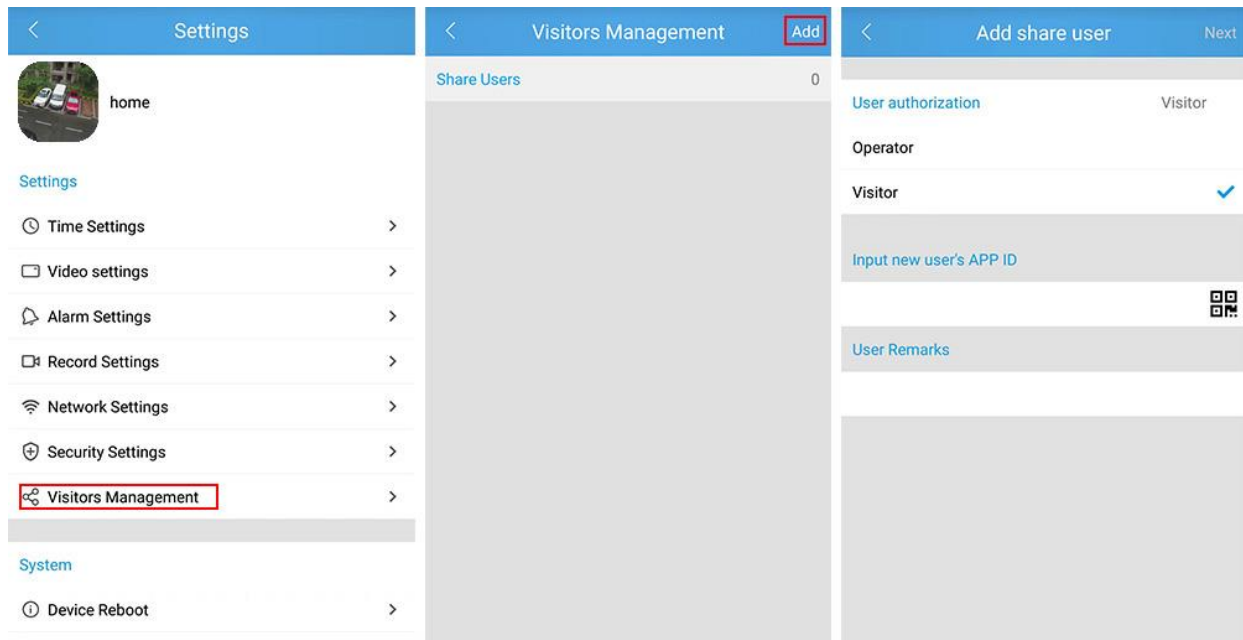 Settings
home
Settings
Time Settings
Video settings
Alarm Settings
Record Settings
Network Settings
Security Settings
Visitors Management
System
Device Reboot
Visitors Management
Add
Share Users
0
Add share user
Next
User authorization
Visitor
Operator
Visitor
Input new user's APP ID
User Remarks